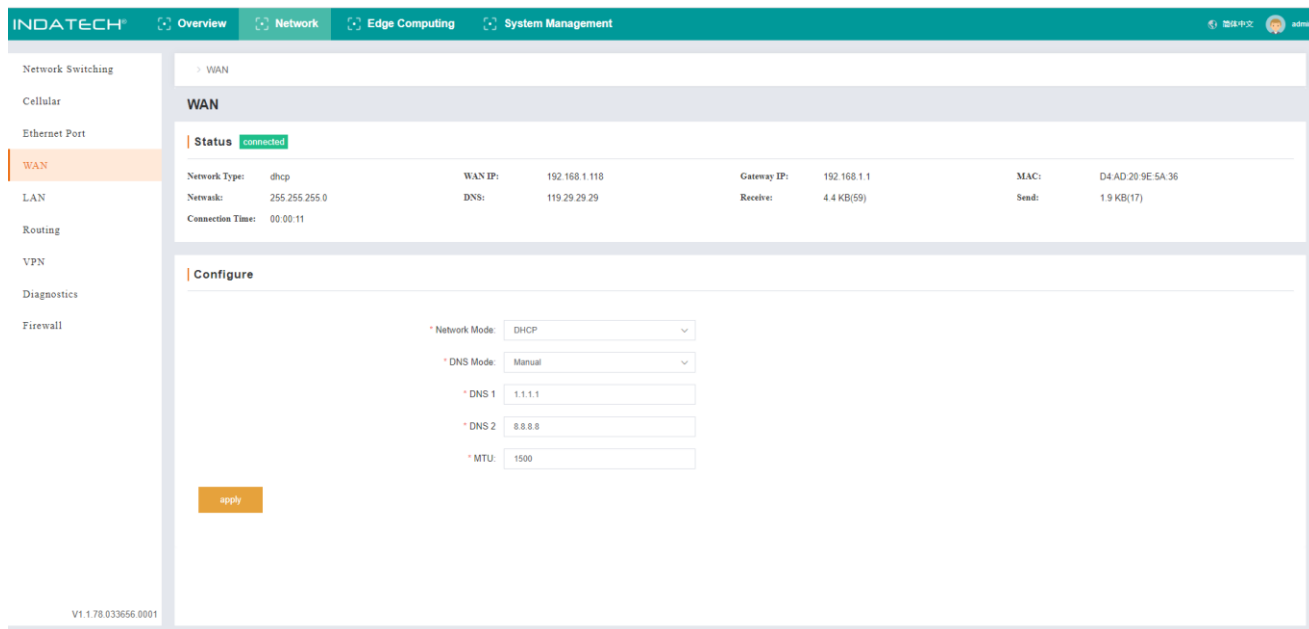 INDATECH® Overview Network Edge Computing System Management 简体中文 admi
Network Switching
Cellular
Ethernet Port
WAN
LAN
Routing
VPN
Diagnostics
Firewall
V1.1.78.033656.0001
> WAN
WAN
Status connected
Network Type: dhcp WAN IP: 192.168.1.118 Gateway IP: 192.168.1.1 MAC: D4:AD:20:9E:5A:36
Netwask: 255.255.255.0 DNS: 119.29.29.29 Receive: 4.4 KB(59) Send: 1.9 KB(17)
Connection Time: 00:00:11
Configure
* Network Mode: DHCP
* DNS Mode: Manual
* DNS 1 1.1.1.1
* DNS 2 8.8.8.8
* MTU: 1500
apply